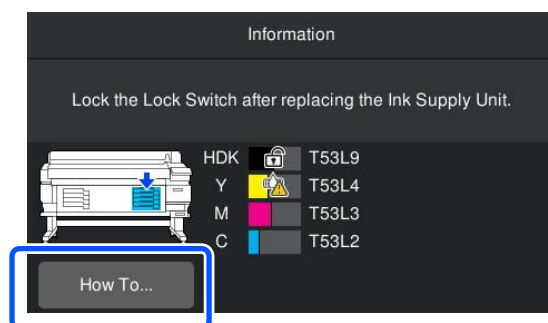 Information
Lock the Lock Switch after replacing the Ink Supply Unit.
HDK T53L9
Y T53L4
M T53L3
C T53L2
How To...